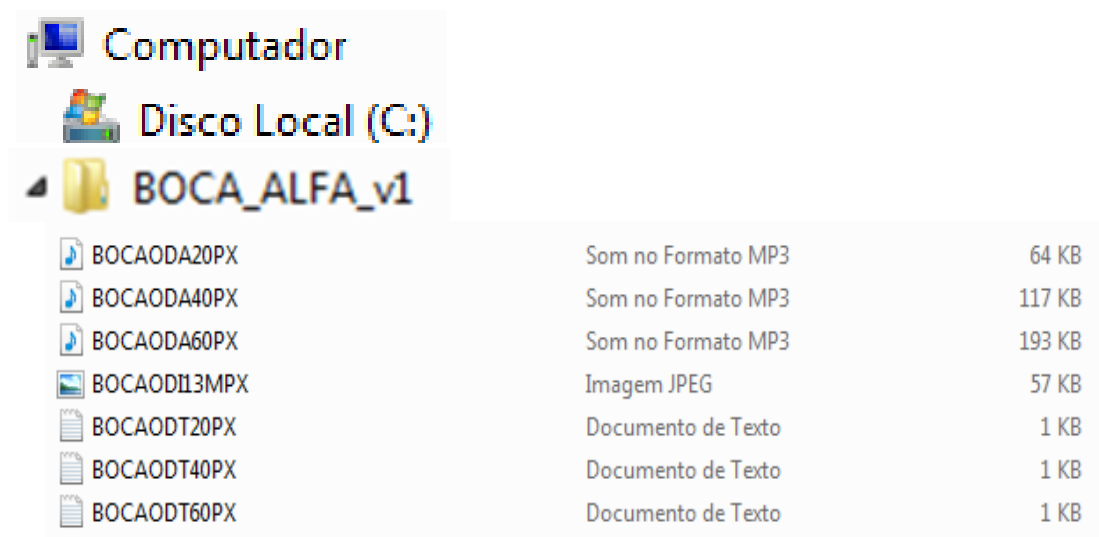 Computador
Disco Local (C:)
BOCA_ALFA_v1
BOCAODA20PX Som no Formato MP3 64 KB
BOCAODA40PX Som no Formato MP3 117 KB
BOCAODA60PX Som no Formato MP3 193 KB
BOCAODI13MPX Imagem JPEG 57 KB
BOCAODT20PX Documento de Texto 1 KB
BOCAODT40PX Documento de Texto 1 KB
BOCAODT60PX Documento de Texto 1 KB